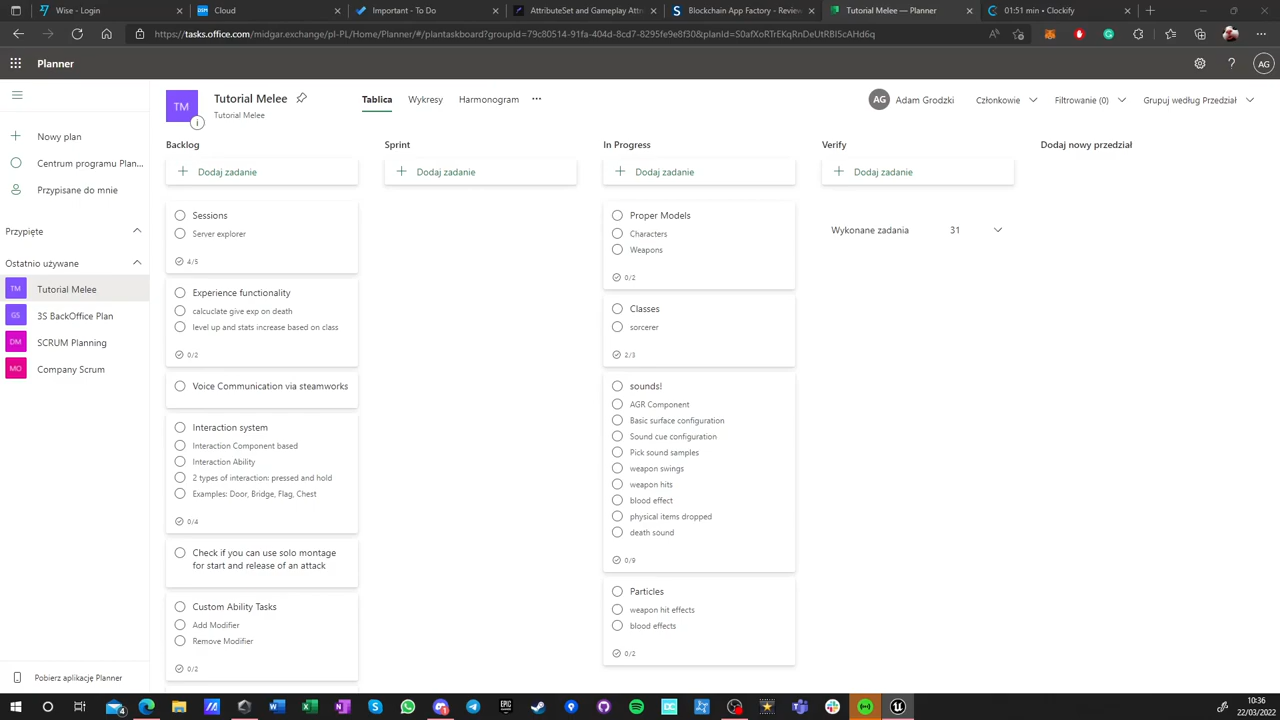 Wise - Login
Cloud
Important - To Do
AttributeSet and Gameplay Attri
Blockchain App Factory - Review
Tutorial Melee — Planner
01:51 min • Clockify
https://tasks.office.com/midgar.exchange/pl-PL/Home/Planner/#/plantaskboard?groupId=79c80514-91fa-404d-8cd7-8295fe9e8f30&planId=S0afXoRTrEKqRnDeUtRBlScAHd6q
Planner
AG
TM
Tutorial Melee
Tutorial Melee
Tablica
Wykresy
Harmonogram
AG
Adam Grodzki
Członkowie
Filtrowanie (0)
Grupuj według Przedział
Nowy plan
Centrum programu Plan...
Przypisane do mnie
Przypięte
Ostatnio używane
TM
Tutorial Melee
GS
3S BackOffice Plan
DM
SCRUM Planning
MO
Company Scrum
Pobierz aplikację Planner
Backlog
Dodaj zadanie
Sessions
Server explorer
4/5
Experience functionality
calcuclate give exp on death
level up and stats increase based on class
0/2
Voice Communication via steamworks
Interaction system
Interaction Component based
Interaction Ability
2 types of interaction: pressed and hold
Examples: Door, Bridge, Flag, Chest
0/4
Check if you can use solo montage
for start and release of an attack
Custom Ability Tasks
Add Modifier
Remove Modifier
0/2
Sprint
Dodaj zadanie
In Progress
Dodaj zadanie
Proper Models
Characters
Weapons
0/2
Classes
sorcerer
2/3
sounds!
AGR Component
Basic surface configuration
Sound cue configuration
Pick sound samples
weapon swings
weapon hits
blood effect
physical items dropped
death sound
0/9
Particles
weapon hit effects
blood effects
0/2
Verify
Dodaj zadanie
Wykonane zadania
31
Dodaj nowy przedział
10:36
22/03/2022